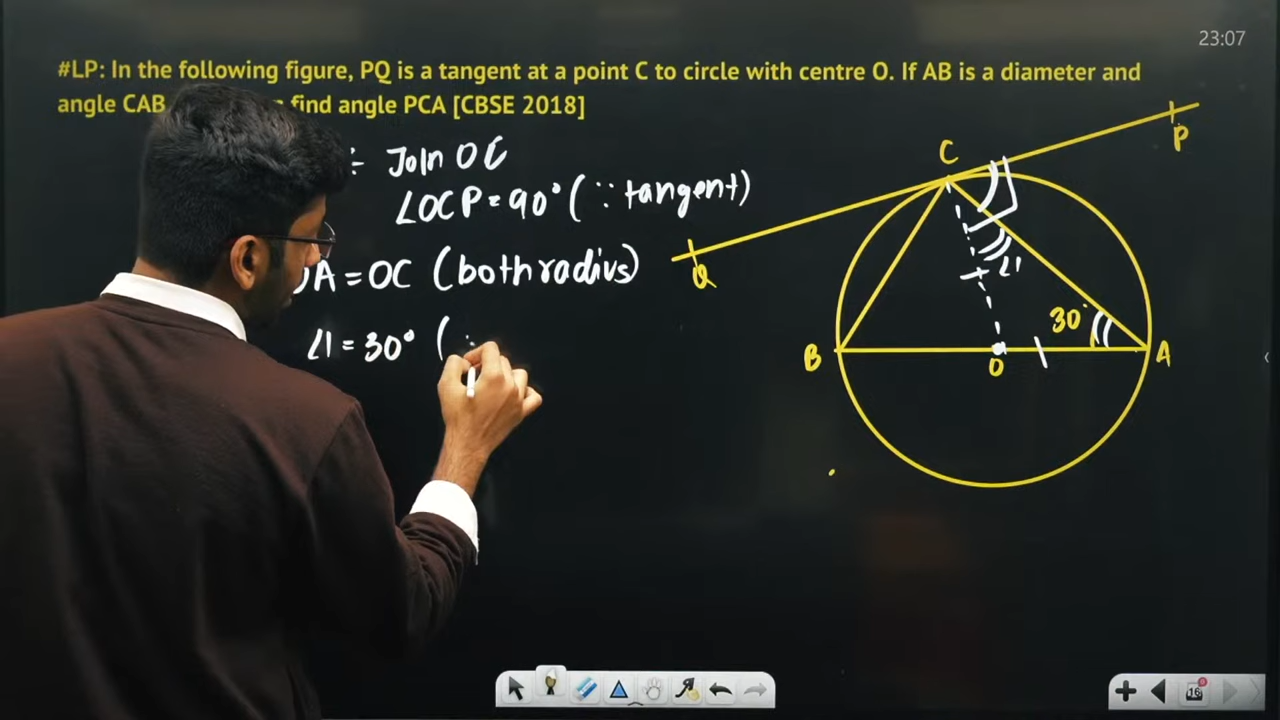 23:07
#LP: In the following figure, PQ is a tangent at a point C to circle with centre O. If AB is a diameter and
angle CAB find angle PCA [CBSE 2018]
:- Join OC
∠OCP = 90° (∵ tangent)
A = OC (both radius)
∠1 = 30° (∵
P
C
Q
∠1
30°
B
O
A
16